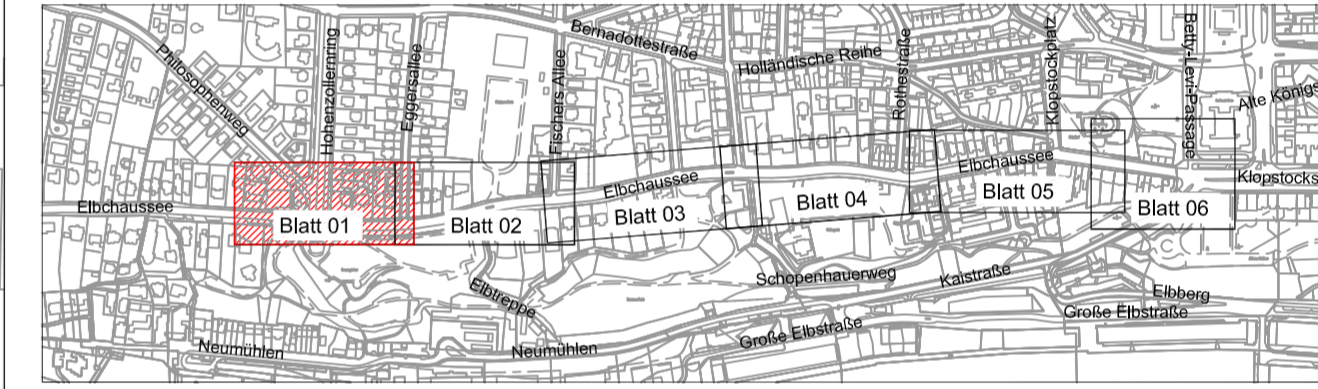 Philosophenweg
Hohenzollernring
Eggersallee
Fischers Allee
Bernadottestraße
Holländische Reihe
Rothestraße
Klopstockplatz
Betty-Levi-Passage
Alte Königs
Elbchaussee
Elbchaussee
Elbchaussee
Klopstocks
Blatt 01
Blatt 02
Blatt 03
Blatt 04
Blatt 05
Blatt 06
Schopenhauerweg
Kaistraße
Elbtreppe
Elbberg
Große Elbstraße
Große Elbstraße
Neumühlen
Neumühlen